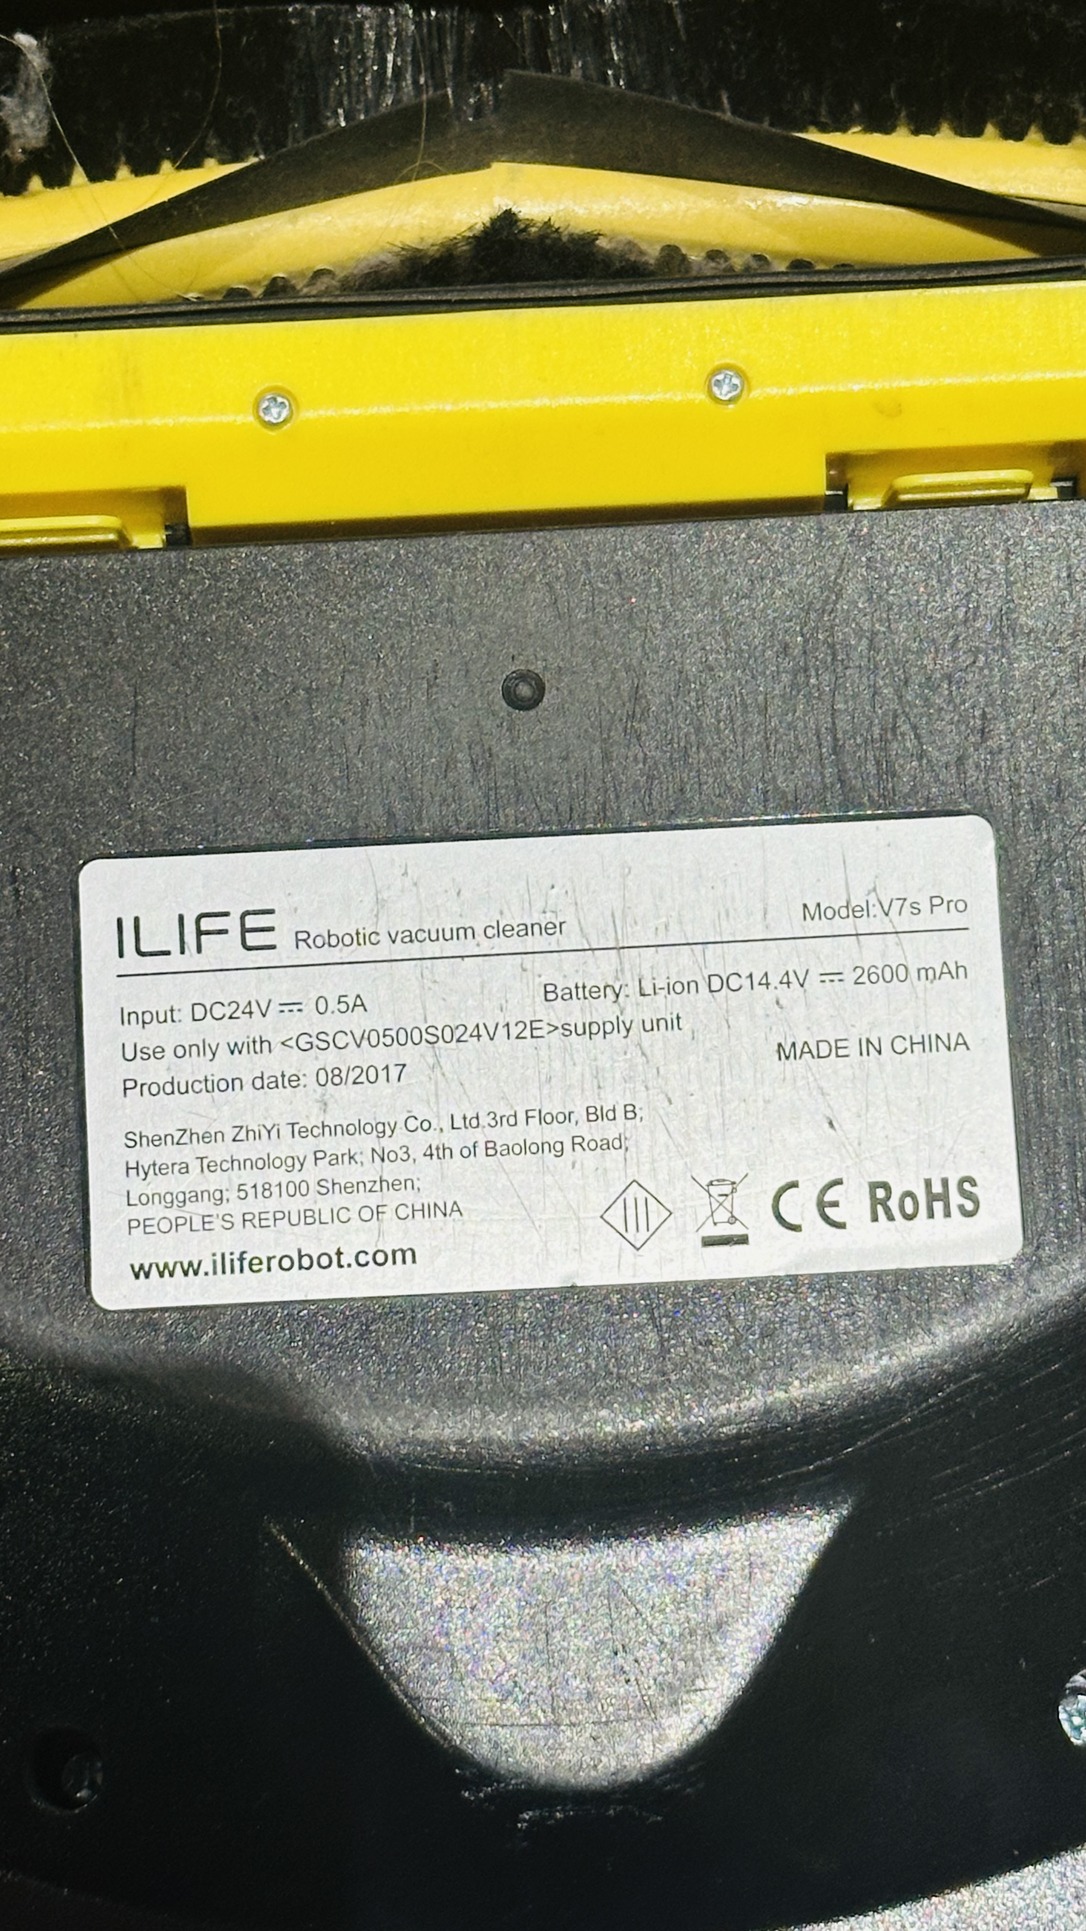 ILIFE Robotic vacuum cleaner Model:V7s Pro
Input: DC24V ⎓ 0.5A Battery: Li-ion DC14.4V ⎓ 2600 mAh
Use only with <GSCV0500S024V12E>supply unit
MADE IN CHINA
Production date: 08/2017
ShenZhen ZhiYi Technology Co., Ltd.3rd Floor, Bld B;
Hytera Technology Park; No3, 4th of Baolong Road;
Longgang; 518100 Shenzhen;
PEOPLE'S REPUBLIC OF CHINA
www.iliferobot.com
CE RoHS